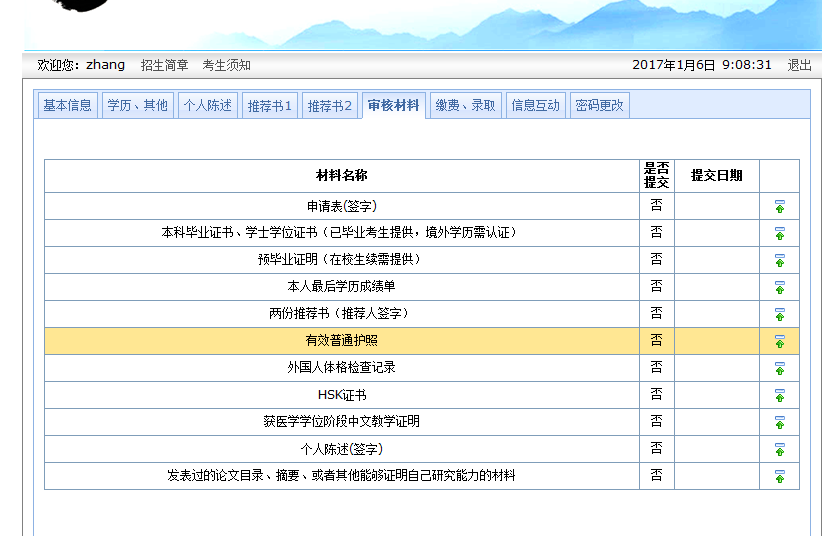 欢迎您：zhang 招生简章 考生须知 2017年1月6日 9:08:31 退出
基本信息 学历、其他 个人陈述 推荐书1 推荐书2 审核材料 缴费、录取 信息互动 密码更改
材料名称 是否提交 提交日期
申请表(签字) 否
本科毕业证书、学士学位证书（已毕业考生提供，境外学历需认证） 否
预毕业证明（在校生续需提供） 否
本人最后学历成绩单 否
两份推荐书（推荐人签字） 否
有效普通护照 否
外国人体格检查记录 否
HSK证书 否
获医学学位阶段中文教学证明 否
个人陈述(签字) 否
发表过的论文目录、摘要、或者其他能够证明自己研究能力的材料 否